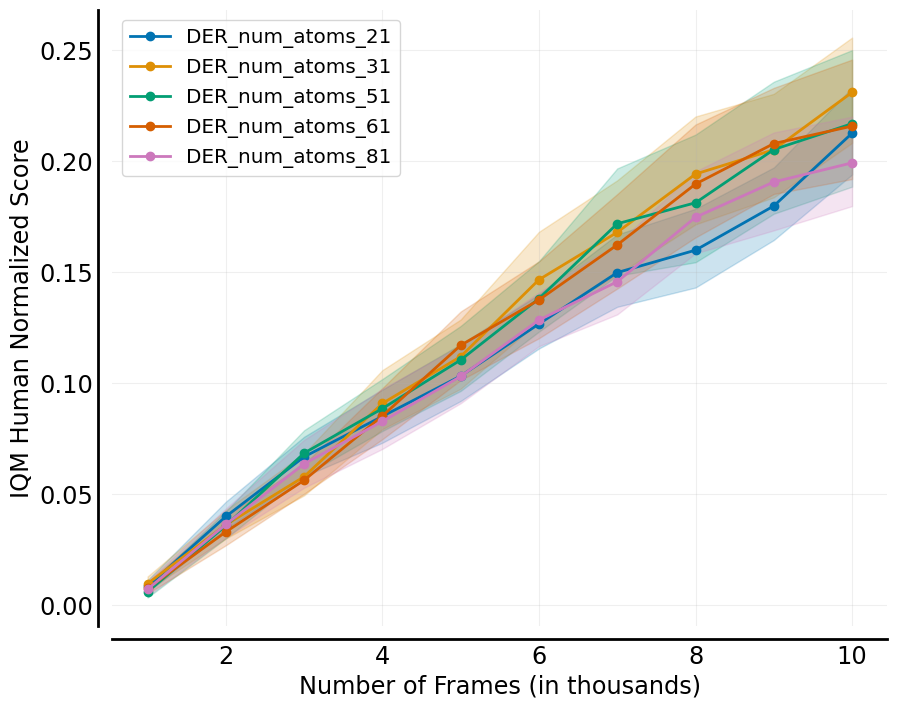 DER_num_atoms_21
DER_num_atoms_31
DER_num_atoms_51
DER_num_atoms_61
DER_num_atoms_81
IQM Human Normalized Score
0.25
0.20
0.15
0.10
0.05
0.00
2 4 6 8 10
Number of Frames (in thousands)